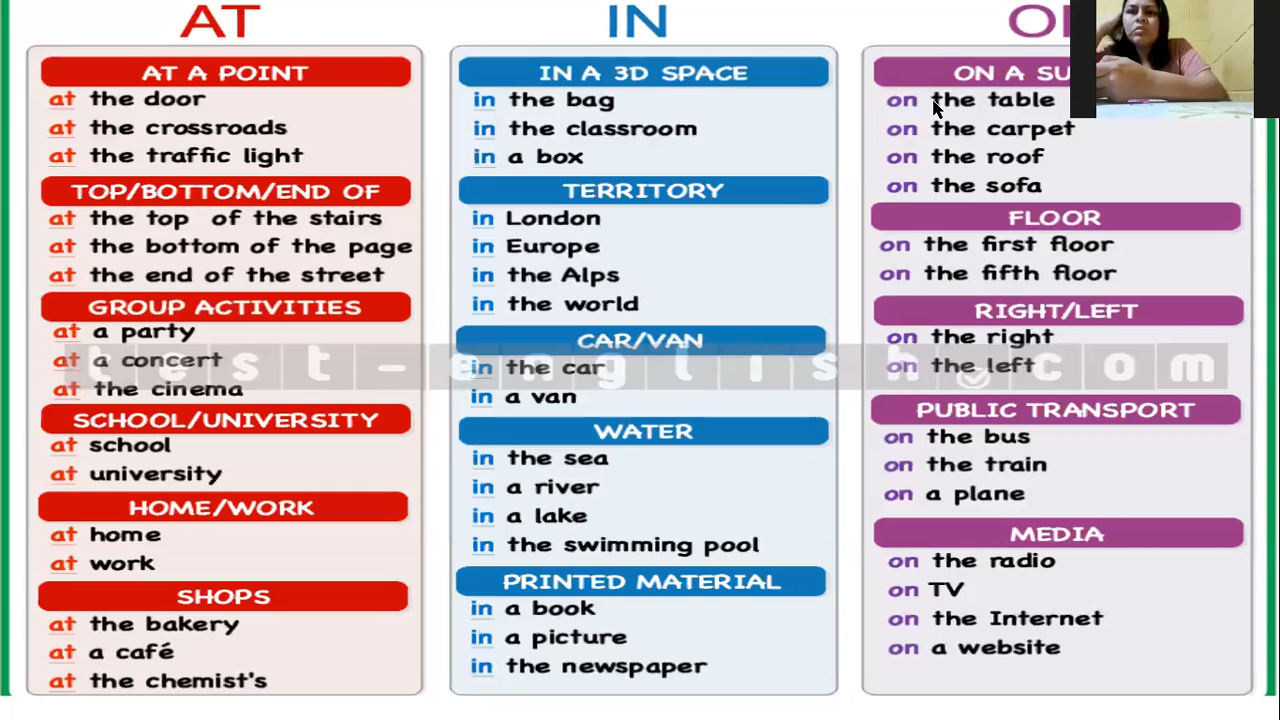 AT
AT A POINT
at the door
at the crossroads
at the traffic light
TOP/BOTTOM/END OF
at the top of the stairs
at the bottom of the page
at the end of the street
GROUP ACTIVITIES
at a party
at a concert
at the cinema
SCHOOL/UNIVERSITY
at school
at university
HOME/WORK
at home
at work
SHOPS
at the bakery
at a café
at the chemist's
IN
IN A 3D SPACE
in the bag
in the classroom
in a box
TERRITORY
in London
in Europe
in the Alps
in the world
CAR/VAN
in the car
in a van
WATER
in the sea
in a river
in a lake
in the swimming pool
PRINTED MATERIAL
in a book
in a picture
in the newspaper
ON A
on the table
on the carpet
on the roof
on the sofa
FLOOR
on the first floor
on the fifth floor
RIGHT/LEFT
on the right
on the left
PUBLIC TRANSPORT
on the bus
on the train
on a plane
MEDIA
on the radio
on TV
on the Internet
on a website
test-english.com